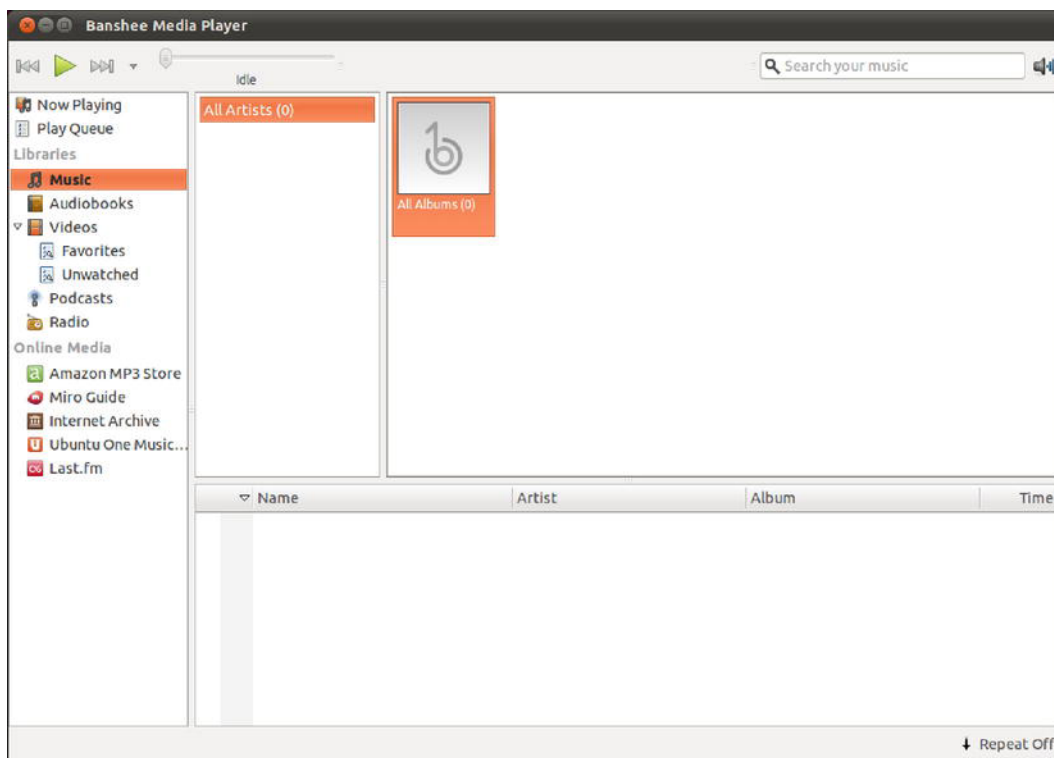 Banshee Media Player
Idle
Search your music
Now Playing
Play Queue
Libraries
Music
Audiobooks
Videos
Favorites
Unwatched
Podcasts
Radio
Online Media
Amazon MP3 Store
Miro Guide
Internet Archive
Ubuntu One Music...
Last.fm
All Artists (0)
All Albums (0)
Name Artist Album Time
Repeat Off